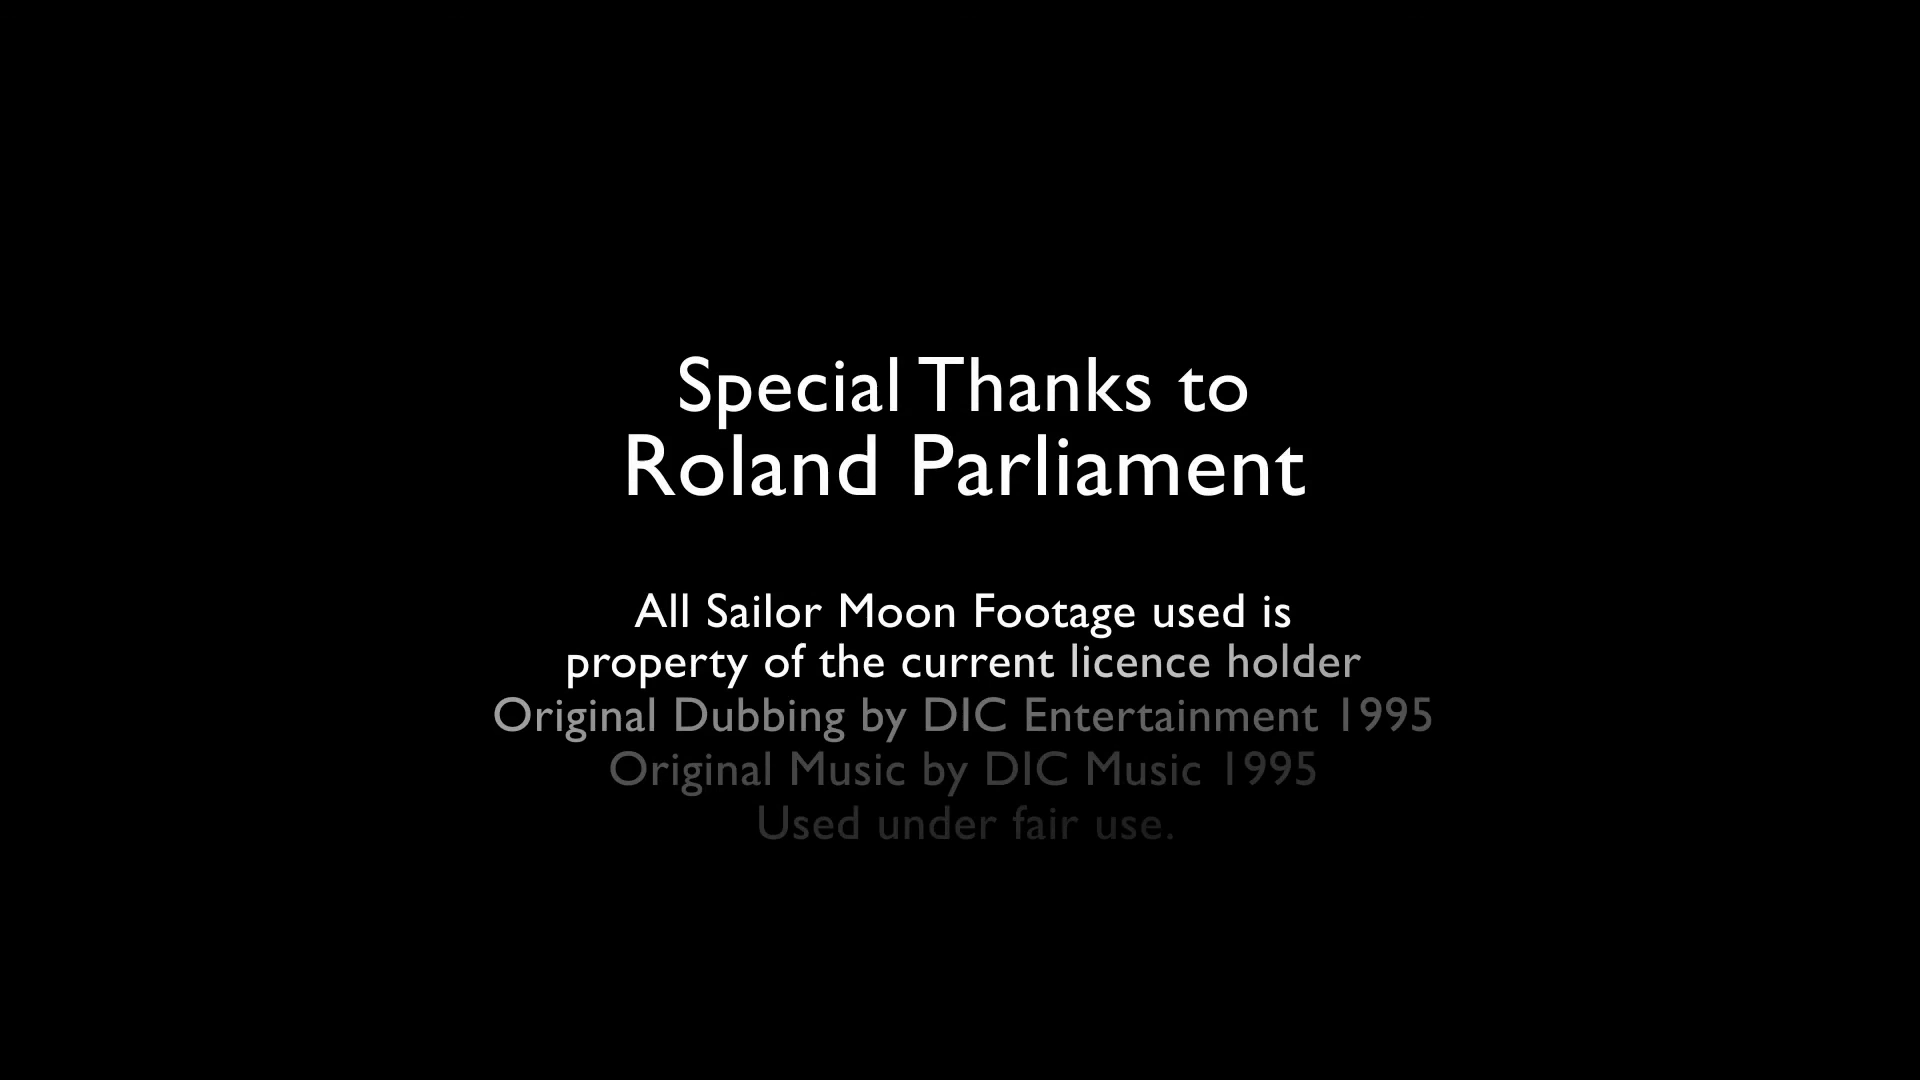 Special Thanks to
Roland Parliament
All Sailor Moon Footage used is
property of the current licence holder
Original Dubbing by DIC Entertainment 1995
Original Music by DIC Music 1995
Used under fair use.